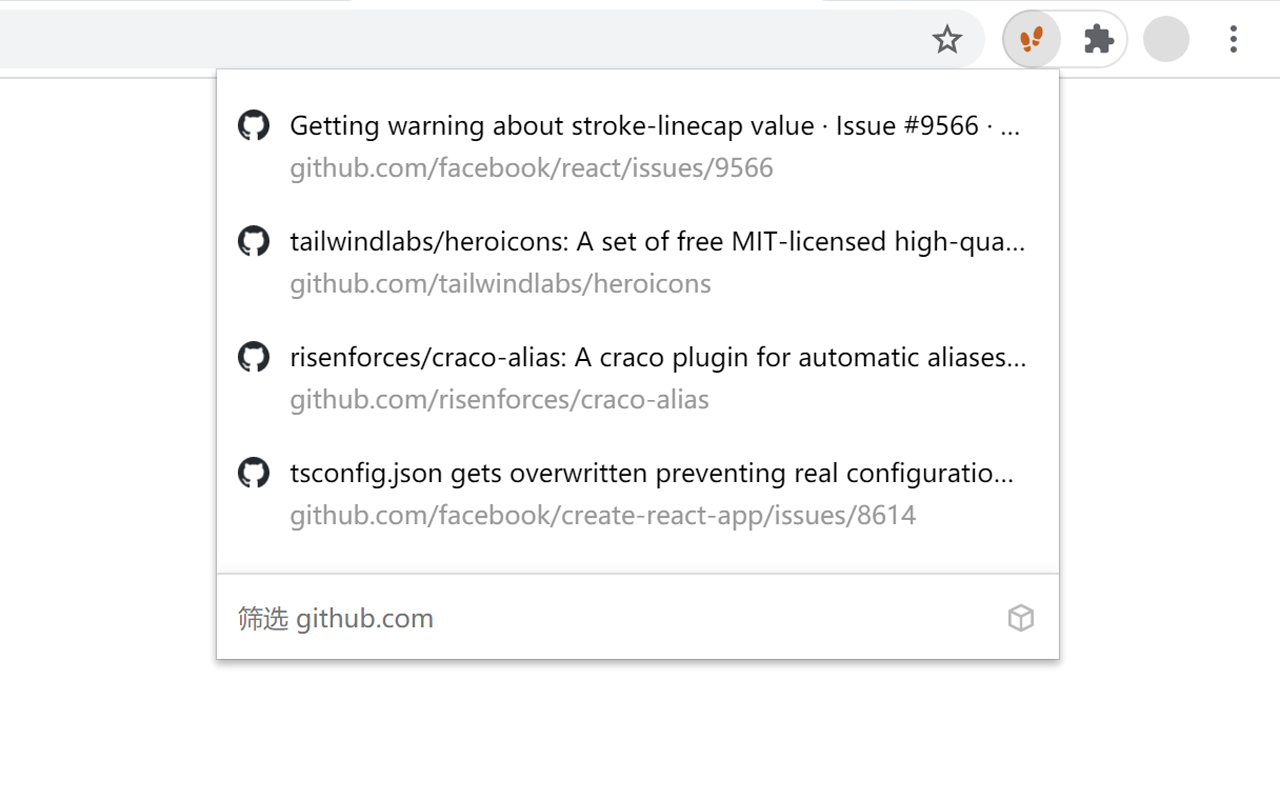 Getting warning about stroke-linecap value · Issue #9566 · ...
github.com/facebook/react/issues/9566
tailwindlabs/heroicons: A set of free MIT-licensed high-qua...
github.com/tailwindlabs/heroicons
risenforces/craco-alias: A craco plugin for automatic aliases...
github.com/risenforces/craco-alias
tsconfig.json gets overwritten preventing real configuratio...
github.com/facebook/create-react-app/issues/8614
筛选 github.com